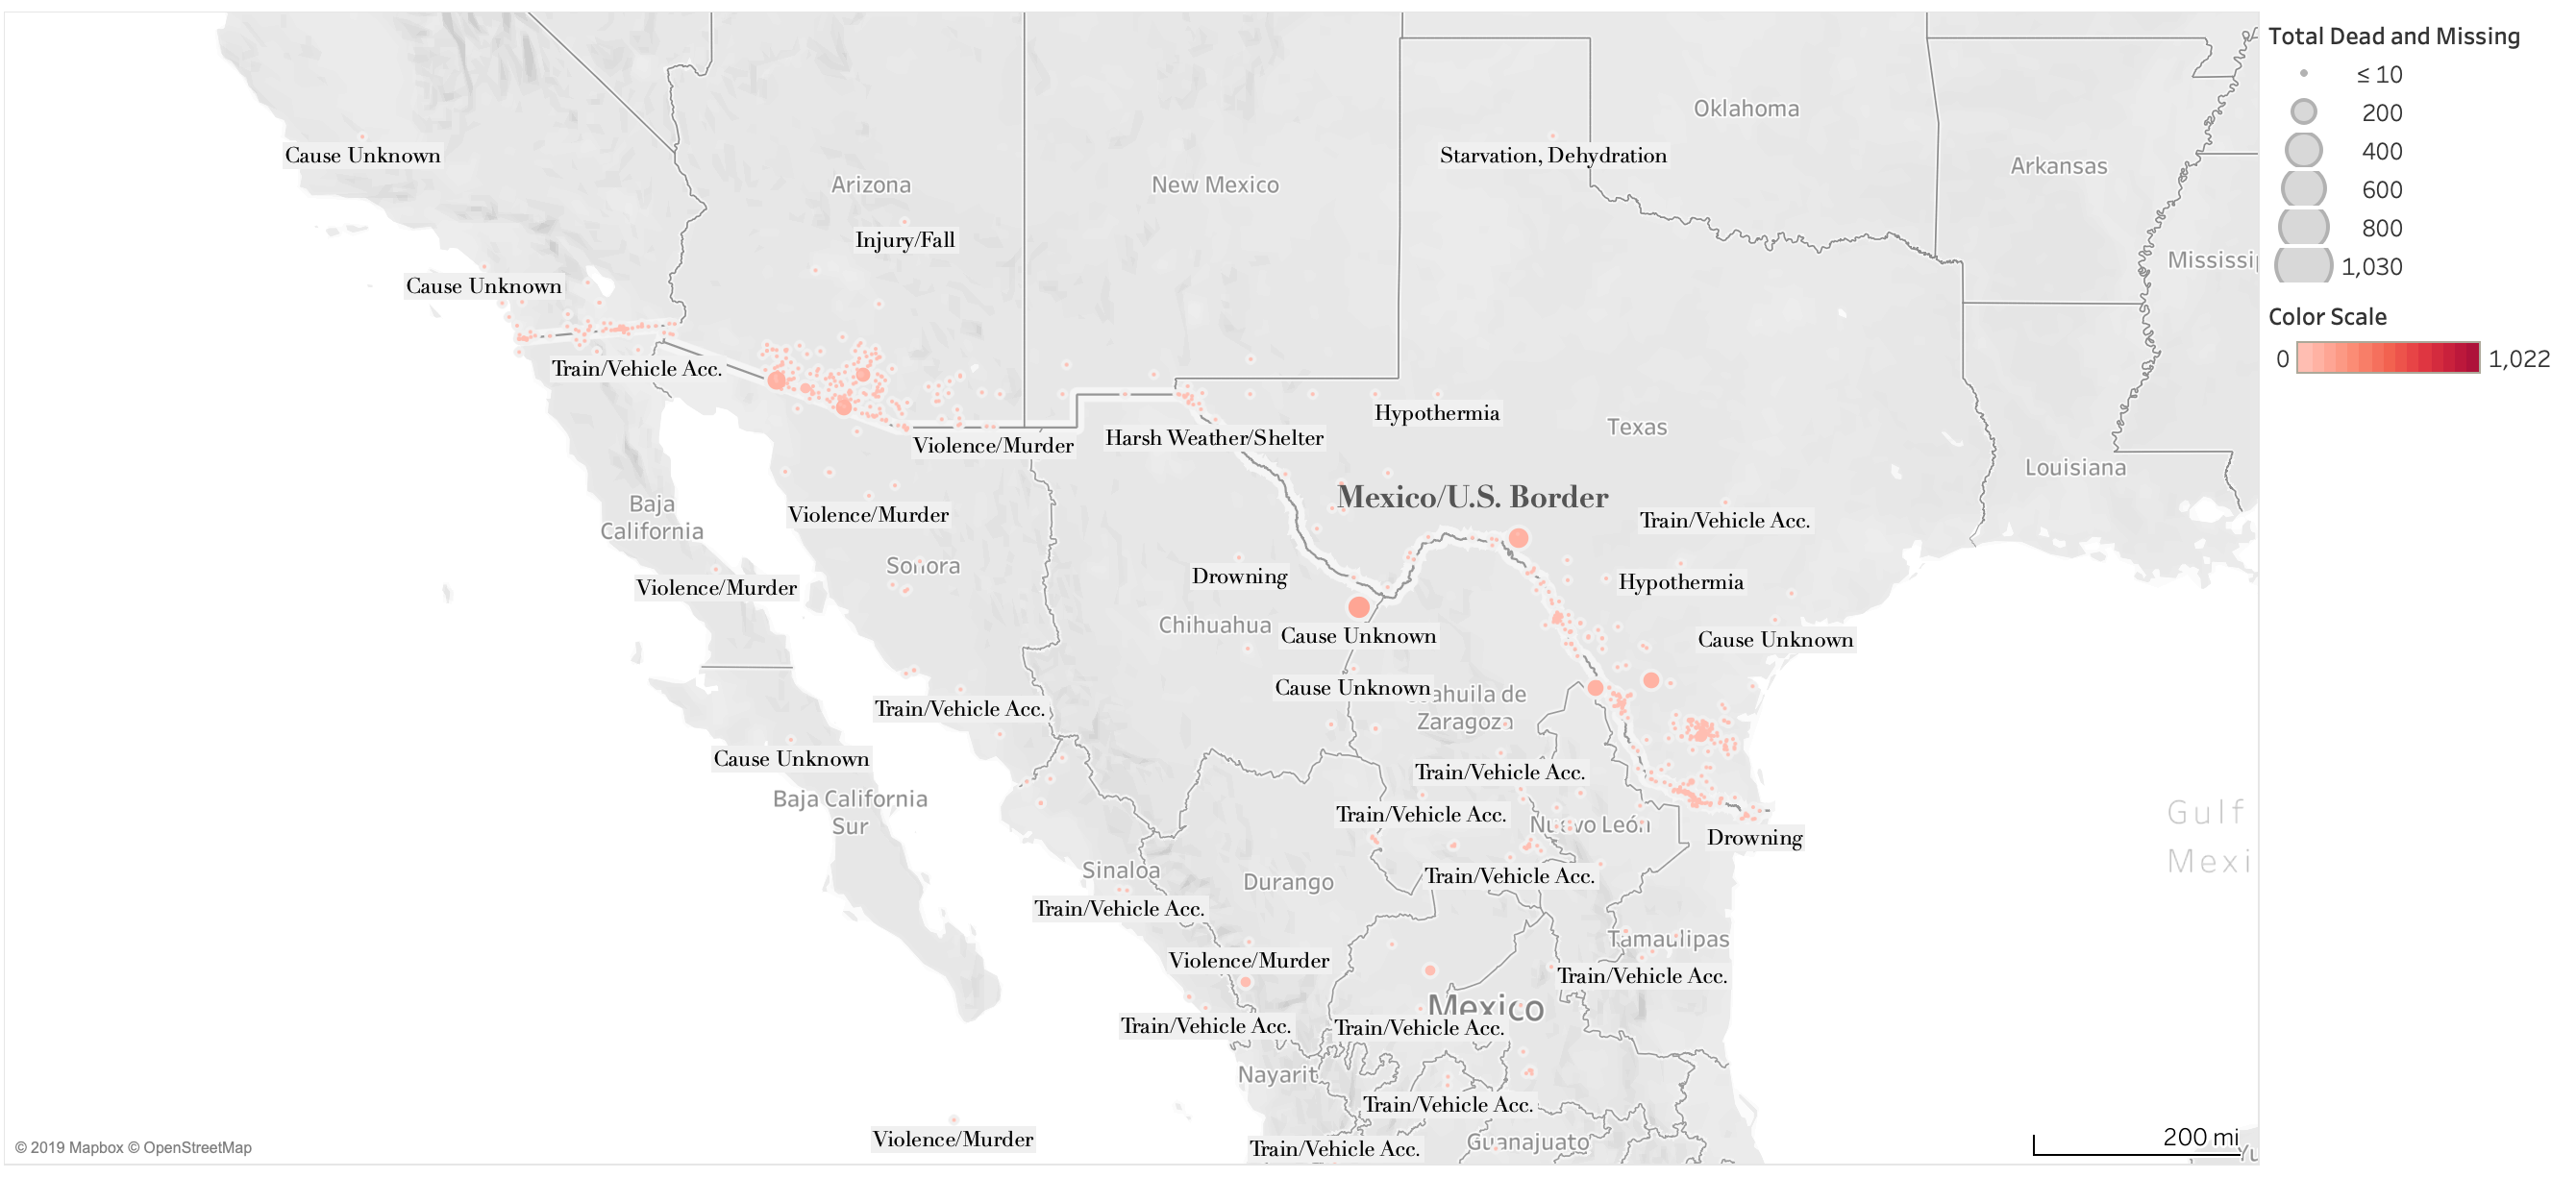 Total Dead and Missing
≤ 10
200
400
600
800
1,030
Color Scale
0
1,022
Oklahoma
Cause Unknown
Starvation, Dehydration
Arkansas
Arizona
New Mexico
Injury/Fall
Mississip
Cause Unknown
Train/Vehicle Acc.
Hypothermia
Texas
Violence/Murder
Harsh Weather/Shelter
Louisiana
Mexico/U.S. Border
Baja
California
Violence/Murder
Train/Vehicle Acc.
Sonora
Drowning
Hypothermia
Violence/Murder
Chihuahua
Cause Unknown
Cause Unknown
Cause Unknown
ahuila de
Zaragoza
Train/Vehicle Acc.
Cause Unknown
Train/Vehicle Acc.
Baja California
Sur
Train/Vehicle Acc.
Nuevo León
Drowning
Gulf
Mexi
Sinaloa
Durango
Train/Vehicle Acc.
Train/Vehicle Acc.
Tamaulipas
Violence/Murder
Train/Vehicle Acc.
Mexico
Train/Vehicle Acc.
Train/Vehicle Acc.
Nayarit
Train/Vehicle Acc.
Violence/Murder
Train/Vehicle Acc.
Guanajuato
200 mi
Yu
© 2019 Mapbox © OpenStreetMap